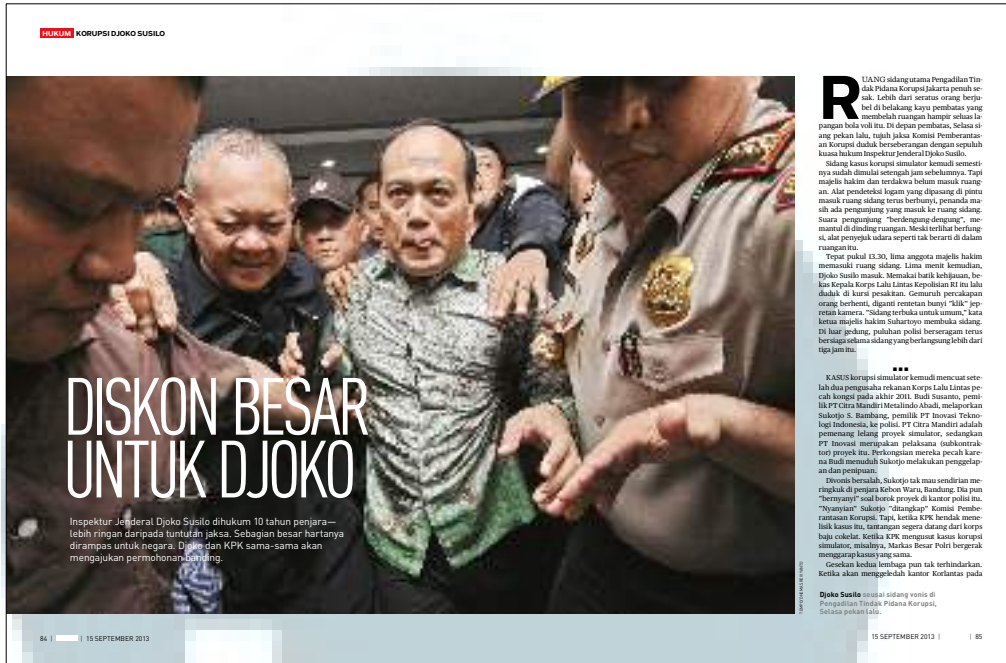 HUKUM KORUPSI DJOKO SUSILO
DISKON BESAR
UNTUK DJOKO
Inspektur Jenderal Djoko Susilo dihukum 10 tahun penjara—
lebih ringan daripada tuntutan jaksa. Sebagian besar hartanya
dirampas untuk negara. Djoko dan KPK sama-sama akan
mengajukan permohonan banding.
RUANG sidang utama Pengadilan Tin-
dak Pidana Korupsi Jakarta penuh se-
sak. Lebih dari seratus orang berju-
bel di belakang kayu pembatas yang
membelah ruangan hampir seluas la-
pangan bola voli itu. Di depan pembatas, Selasa si-
ang pekan lalu, tujuh jaksa Komisi Pemberantas-
an Korupsi duduk berseberangan dengan sepuluh
kuasa hukum Inspektur Jenderal Djoko Susilo.
Sidang kasus korupsi simulator kemudi semesti-
nya sudah dimulai setengah jam sebelumnya. Tapi
majelis hakim dan terdakwa belum masuk ruang-
an. Alat pendeteksi logam yang dipasang di pintu
masuk ruang sidang terus berbunyi, penanda ma-
sih ada pengunjung yang masuk ke ruang sidang.
Suara pengunjung "berdengung-dengung", me-
mantul di dinding ruangan. Meski terlihat berfung-
si, alat penyejuk udara seperti tak berarti di dalam
ruangan itu.
Tepat pukul 13.30, lima anggota majelis hakim
memasuki ruang sidang. Lima menit kemudian,
Djoko Susilo masuk. Memakai batik kehijauan, be-
kas Kepala Korps Lalu Lintas Kepolisian RI itu lalu
duduk di kursi pesakitan. Gemuruh percakapan
orang berhenti, diganti rentetan bunyi "klik" jep-
retan kamera. "Sidang terbuka untuk umum," kata
ketua majelis hakim Suhartoyo membuka sidang.
Di luar gedung, puluhan polisi berseragam terus
bersiaga selama sidang yang berlangsung lebih dari
tiga jam itu.
KASUS korupsi simulator kemudi mencuat sete-
lah dua pengusaha rekanan Korps Lalu Lintas pe-
cah kongsi pada akhir 2011. Budi Susanto, pemi-
lik PT Citra Mandiri Metalindo Abadi, melaporkan
Sukotjo S. Bambang, pemilik PT Inovasi Tekno-
logi Indonesia, ke polisi. PT Citra Mandiri adalah
pemenang lelang proyek simulator, sedangkan
PT Inovasi merupakan pelaksana (subkontrak-
tor) proyek itu. Perkongsian mereka pecah kare-
na Budi menuduh Sukotjo melakukan penggelap-
an dan penipuan.
Divonis bersalah, Sukotjo tak mau sendirian me-
ringkuk di penjara Kebon Waru, Bandung. Dia pun
"bernyanyi" soal borok proyek di kantor polisi itu.
"Nyanyian" Sukotjo "ditangkap" Komisi Pembe-
rantasan Korupsi. Tapi, ketika KPK hendak mene-
lisik kasus itu, tantangan segera datang dari korps
baju cokelat. Ketika KPK mengusut kasus korupsi
simulator, misalnya, Markas Besar Polri bergerak
menggarap kasus yang sama.
Gesekan kedua lembaga pun tak terhindarkan.
Ketika akan menggeledah kantor Korlantas pada
Djoko Susilo seusai sidang vonis di
Pengadilan Tindak Pidana Korupsi,
Selasa pekan lalu.
84 | | 15 SEPTEMBER 2013
15 SEPTEMBER 2013 | | 85